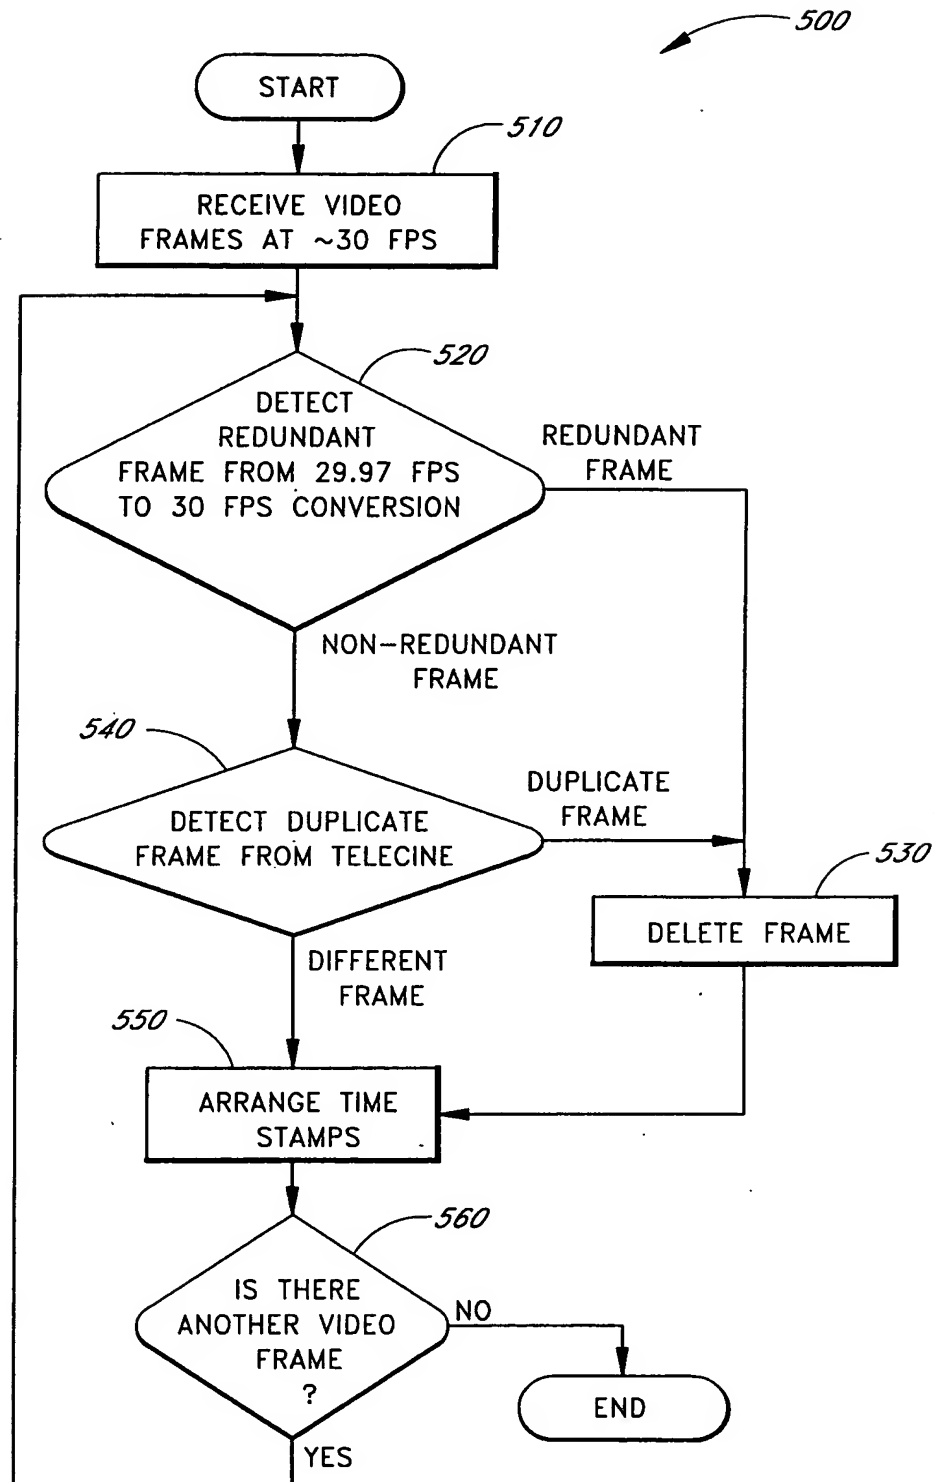 500
START
510
RECEIVE VIDEO
FRAMES AT ~30 FPS
520
DETECT
REDUNDANT
FRAME FROM 29.97 FPS
TO 30 FPS CONVERSION
REDUNDANT
FRAME
NON-REDUNDANT
FRAME
540
DETECT DUPLICATE
FRAME FROM TELECINE
DUPLICATE
FRAME
530
DELETE FRAME
DIFFERENT
FRAME
550
ARRANGE TIME
STAMPS
560
IS THERE
ANOTHER VIDEO
FRAME
?
NO
END
YES